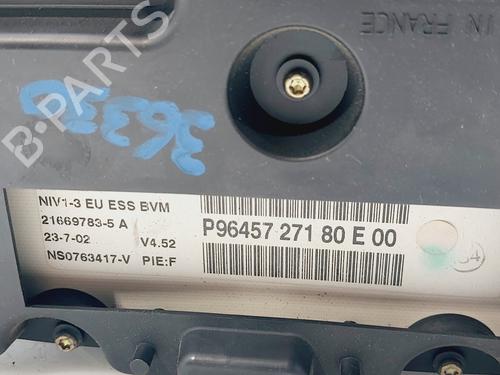 IN FRANCE
B-PARTS
NIV1-3 EU ESS BVM
21669783-5 A
23-7-02 V4.52
NS0763417-V PIE:F
P96457 271 80 E 00